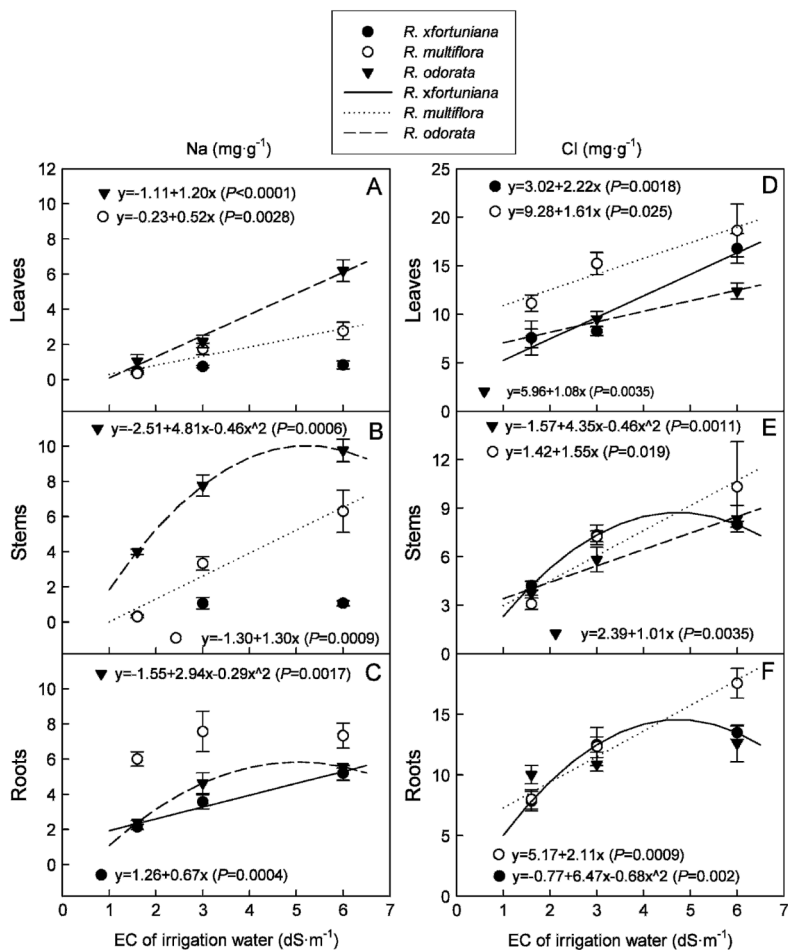 R. xfortuniana
R. multiflora
R. odorata
R. xfortuniana
R. multiflora
R. odorata
Na (mg·g⁻¹)
Cl (mg·g⁻¹)
12
10
8
6
4
2
0
Leaves
A
y=-1.11+1.20x (P<0.0001)
y=-0.23+0.52x (P=0.0028)
25
20
15
10
5
0
Leaves
D
y=3.02+2.22x (P=0.0018)
y=9.28+1.61x (P=0.025)
y=5.96+1.08x (P=0.0035)
10
8
6
4
2
0
Stems
B
y=-2.51+4.81x-0.46x^2 (P=0.0006)
y=-1.30+1.30x (P=0.0009)
12
9
6
3
0
Stems
E
y=-1.57+4.35x-0.46x^2 (P=0.0011)
y=1.42+1.55x (P=0.019)
y=2.39+1.01x (P=0.0035)
10
8
6
4
2
0
Roots
C
y=-1.55+2.94x-0.29x^2 (P=0.0017)
y=1.26+0.67x (P=0.0004)
15
10
5
0
Roots
F
y=5.17+2.11x (P=0.0009)
y=-0.77+6.47x-0.68x^2 (P=0.002)
0 1 2 3 4 5 6 7
0 1 2 3 4 5 6 7
EC of irrigation water (dS·m⁻¹)
EC of irrigation water (dS·m⁻¹)